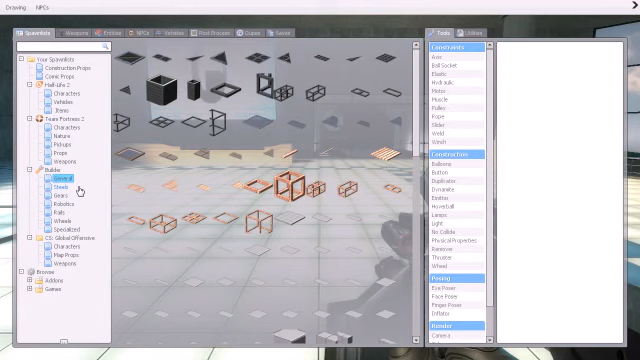 Drawing NPCs
Spawnlists Weapons Entities NPCs Vehicles Post Process Dupes Saves
Tools Utilities
Your Spawnlists
Construction Props
Comic Props
Half-Life 2
Characters
Vehicles
Items
Team Fortress 2
Characters
Nature
Pickups
Props
Weapons
Builder
General
Steels
Gears
Robotics
Rails
Wheels
Specialized
CS: Global Offensive
Characters
Map Props
Weapons
Browse
Addons
Games
Constraints
Axis
Ball Socket
Elastic
Hydraulic
Motor
Muscle
Pulley
Rope
Slider
Weld
Winch
Construction
Balloons
Button
Duplicator
Dynamite
Emitter
Hoverball
Lamps
Light
No Collide
Physical Properties
Remover
Thruster
Wheel
Posing
Eye Poser
Face Poser
Finger Poser
Inflator
Render
Camera